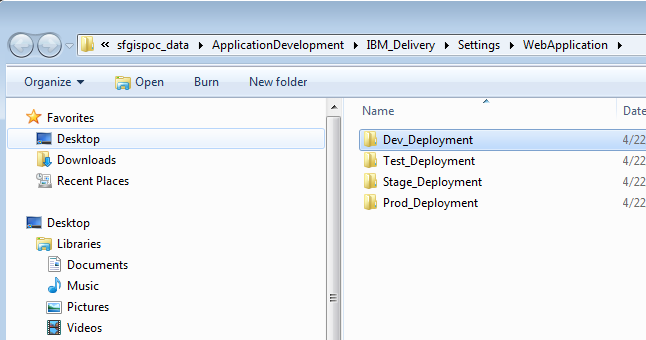 « sfgispoc_data ▸ ApplicationDevelopment ▸ IBM_Delivery ▸ Settings ▸ WebApplication ▸
Organize ▾ Open Burn New folder
Favorites
Desktop
Downloads
Recent Places
Desktop
Libraries
Documents
Music
Pictures
Videos
Name Date
Dev_Deployment 4/22
Test_Deployment 4/22
Stage_Deployment 4/22
Prod_Deployment 4/22